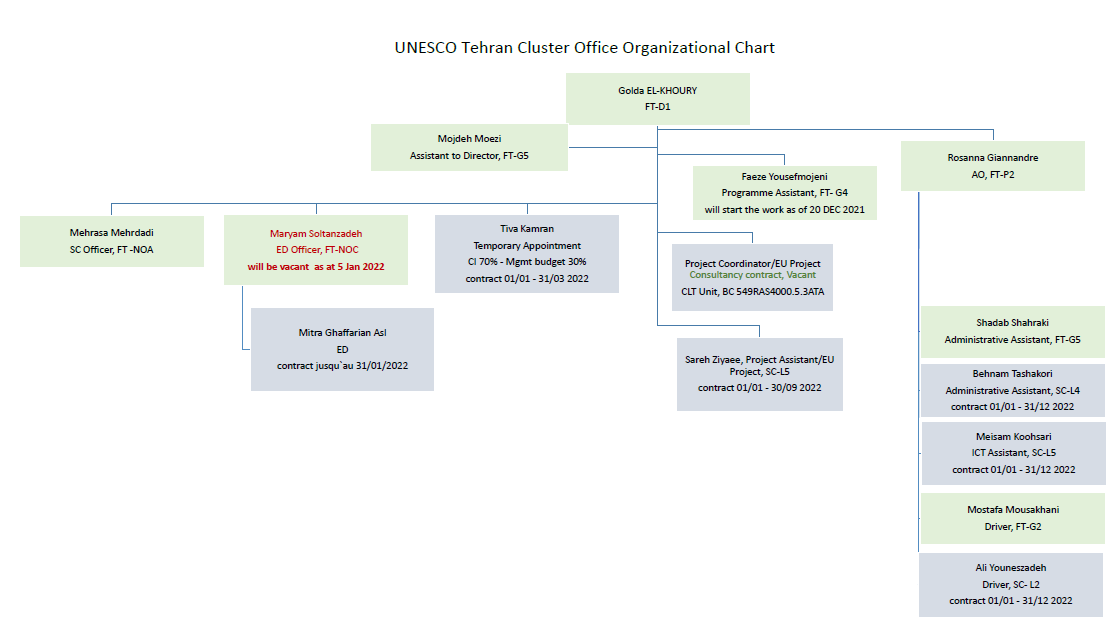 UNESCO Tehran Cluster Office Organizational Chart
Golda EL-KHOURY
FT-D1
Mojdeh Moezi
Assistant to Director, FT-G5
Rosanna Giannandre
AO, FT-P2
Faeze Yousefmojeni
Programme Assistant, FT- G4
will start the work as of 20 DEC 2021
Mehrasa Mehrdadi
SC Officer, FT -NOA
Maryam Soltanzadeh
ED Officer, FT-NOC
will be vacant as at 5 Jan 2022
Tiva Kamran
Temporary Appointment
CI 70% - Mgmt budget 30%
contract 01/01 - 31/03 2022
Project Coordinator/EU Project
Consultancy contract, Vacant
CLT Unit, BC 549RAS4000.5.3ATA
Mitra Ghaffarian Asl
ED
contract jusqu`au 31/01/2022
Sareh Ziyaee, Project Assistant/EU
Project, SC-L5
contract 01/01 - 30/09 2022
Shadab Shahraki
Administrative Assistant, FT-G5
Behnam Tashakori
Administrative Assistant, SC-L4
contract 01/01 - 31/12 2022
Meisam Koohsari
ICT Assistant, SC-L5
contract 01/01 - 31/12 2022
Mostafa Mousakhani
Driver, FT-G2
Ali Youneszadeh
Driver, SC- L2
contract 01/01 - 31/12 2022